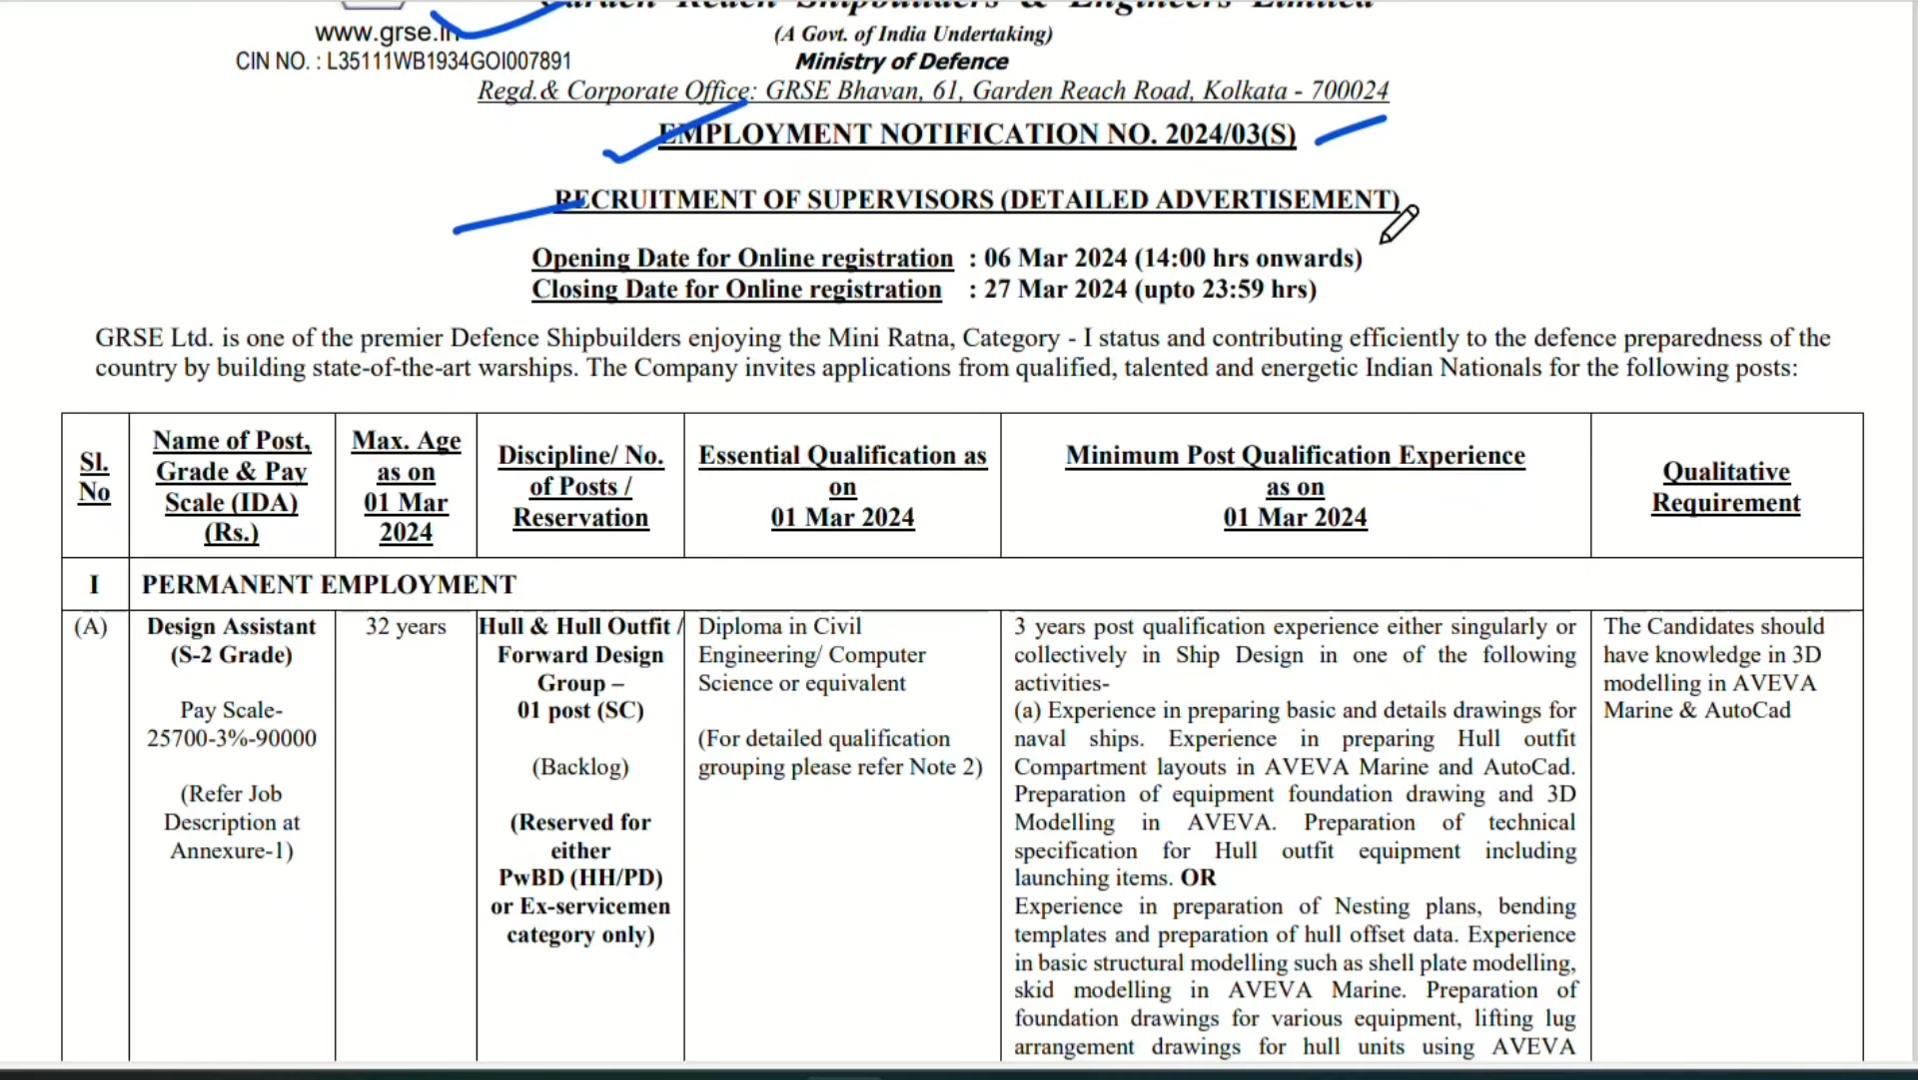 Garden Reach Shipbuilders & Engineers Limited
www.grse.in
(A Govt. of India Undertaking)
CIN NO. : L35111WB1934GOI007891
Ministry of Defence
Regd.& Corporate Office: GRSE Bhavan, 61, Garden Reach Road, Kolkata - 700024
EMPLOYMENT NOTIFICATION NO. 2024/03(S)
RECRUITMENT OF SUPERVISORS (DETAILED ADVERTISEMENT)
Opening Date for Online registration : 06 Mar 2024 (14:00 hrs onwards)
Closing Date for Online registration : 27 Mar 2024 (upto 23:59 hrs)
GRSE Ltd. is one of the premier Defence Shipbuilders enjoying the Mini Ratna, Category - I status and contributing efficiently to the defence preparedness of the
country by building state-of-the-art warships. The Company invites applications from qualified, talented and energetic Indian Nationals for the following posts:
Sl.
No
Name of Post,
Grade & Pay
Scale (IDA)
(Rs.)
Max. Age
as on
01 Mar
2024
Discipline/ No.
of Posts /
Reservation
Essential Qualification as
on
01 Mar 2024
Minimum Post Qualification Experience
as on
01 Mar 2024
Qualitative
Requirement
I
PERMANENT EMPLOYMENT
(A)
Design Assistant
(S-2 Grade)
Pay Scale-
25700-3%-90000
(Refer Job
Description at
Annexure-1)
32 years
Hull & Hull Outfit /
Forward Design
Group –
01 post (SC)
(Backlog)
(Reserved for
either
PwBD (HH/PD)
or Ex-servicemen
category only)
Diploma in Civil
Engineering/ Computer
Science or equivalent
(For detailed qualification
grouping please refer Note 2)
3 years post qualification experience either singularly or
collectively in Ship Design in one of the following
activities-
(a) Experience in preparing basic and details drawings for
naval ships. Experience in preparing Hull outfit
Compartment layouts in AVEVA Marine and AutoCad.
Preparation of equipment foundation drawing and 3D
Modelling in AVEVA. Preparation of technical
specification for Hull outfit equipment including
launching items. OR
Experience in preparation of Nesting plans, bending
templates and preparation of hull offset data. Experience
in basic structural modelling such as shell plate modelling,
skid modelling in AVEVA Marine. Preparation of
foundation drawings for various equipment, lifting lug
arrangement drawings for hull units using AVEVA
The Candidates should
have knowledge in 3D
modelling in AVEVA
Marine & AutoCad